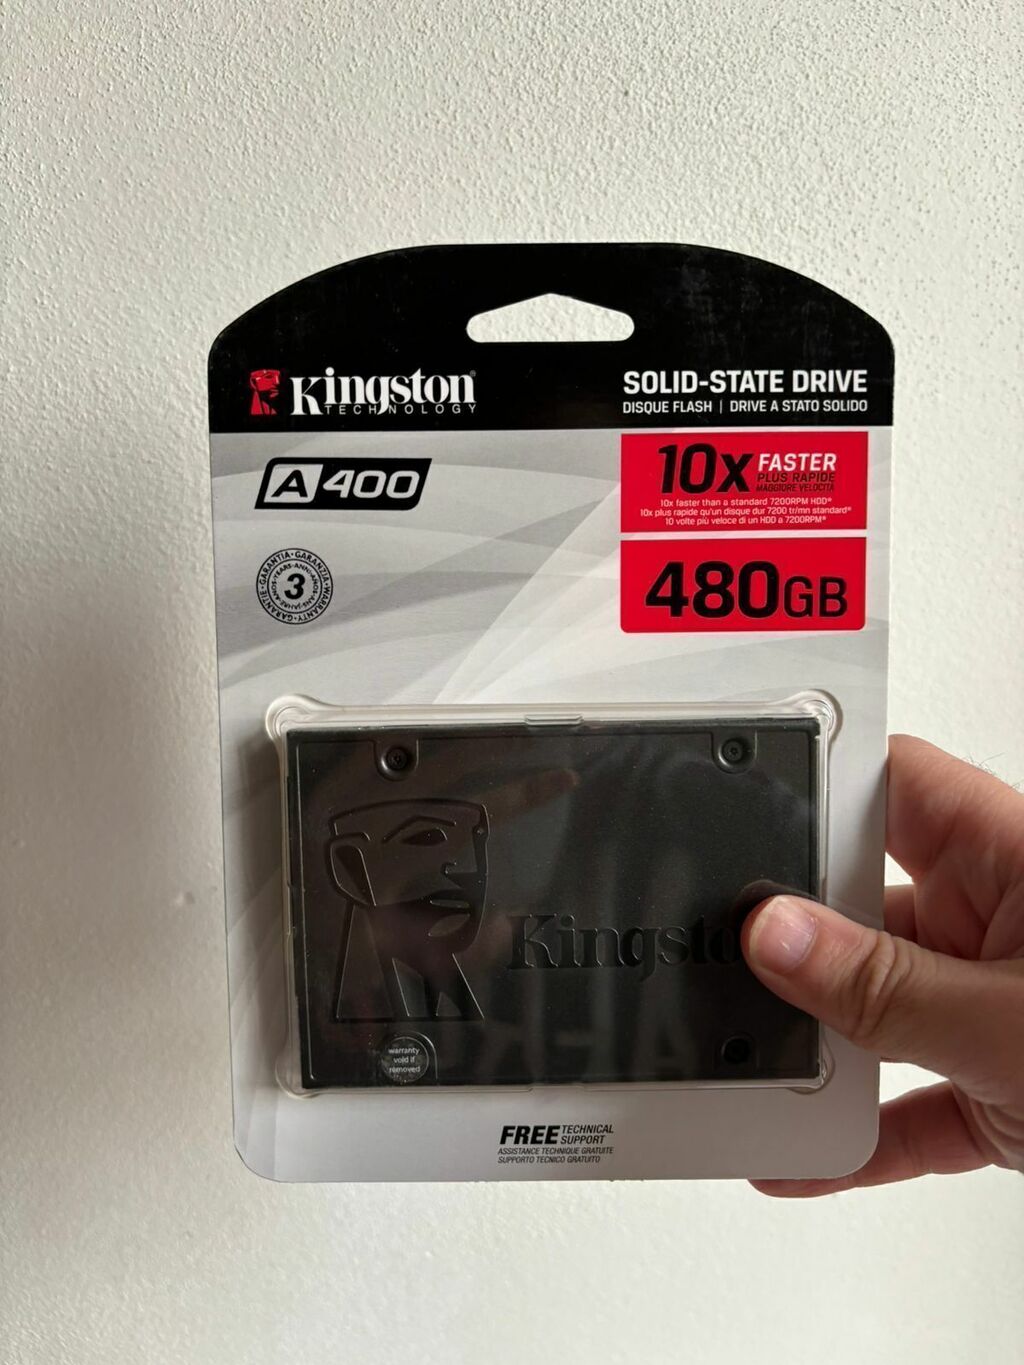 Kingston
TECHNOLOGY
SOLID-STATE DRIVE
DISQUE FLASH | DRIVE A STATO SOLIDO
A400
10x FASTER
PLUS RAPIDE
MAGGIORE VELOCITÀ
10x faster than a standard 7200RPM HDD*
10x plus rapide qu'un disque dur 7200 tr/mn standard*
10 volte più veloce di un HDD a 7200RPM*
3
480GB
Kingsto
warranty
void if
removed
FREE TECHNICAL
SUPPORT
ASSISTANCE TECHNIQUE GRATUITE
SUPPORTO TECNICO GRATUITO